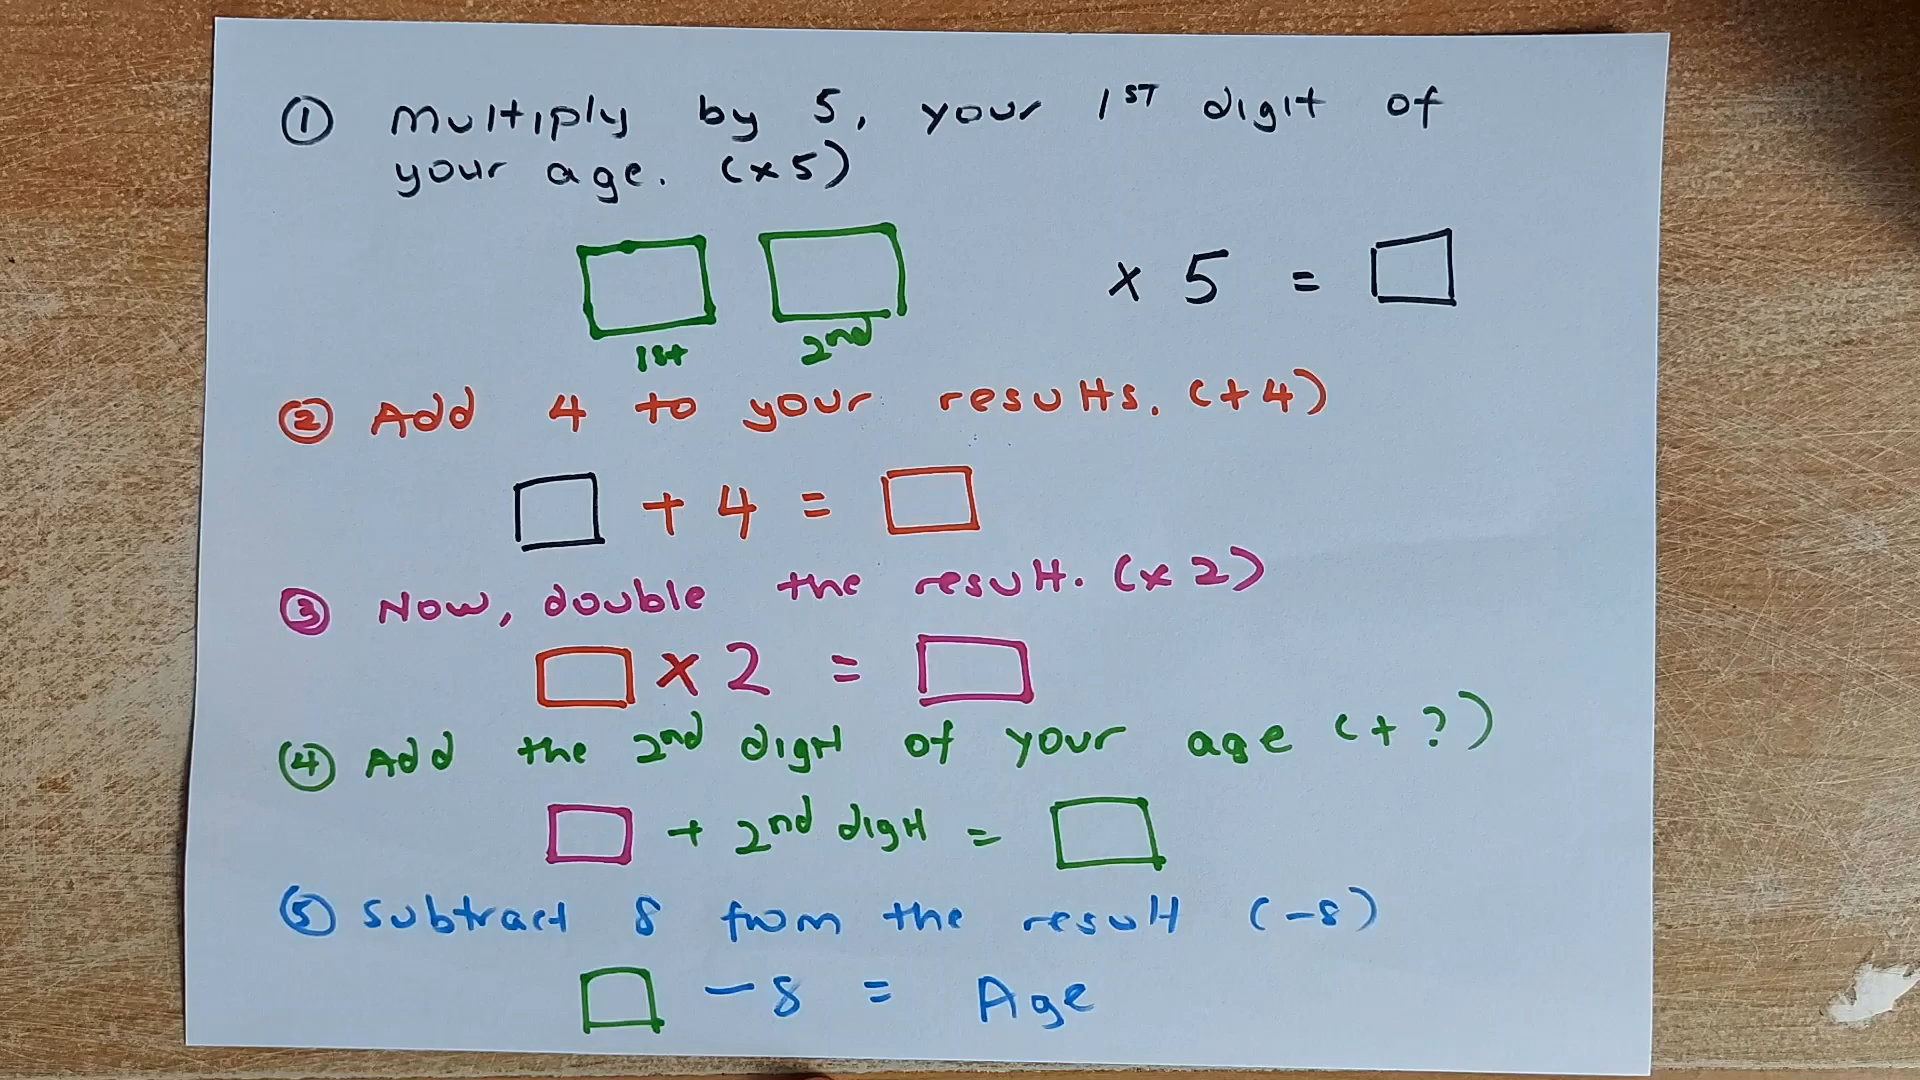 ① Multiply by 5, your 1ST digit of
your age. (x5)
x 5 =
1st 2nd
② Add 4 to your results. (+4)
+ 4 =
③ Now, double the result. (x2)
x 2 =
④ Add the 2nd digit of your age (+?)
+ 2nd digit =
⑤ Subtract 8 from the result (-8)
- 8 = Age